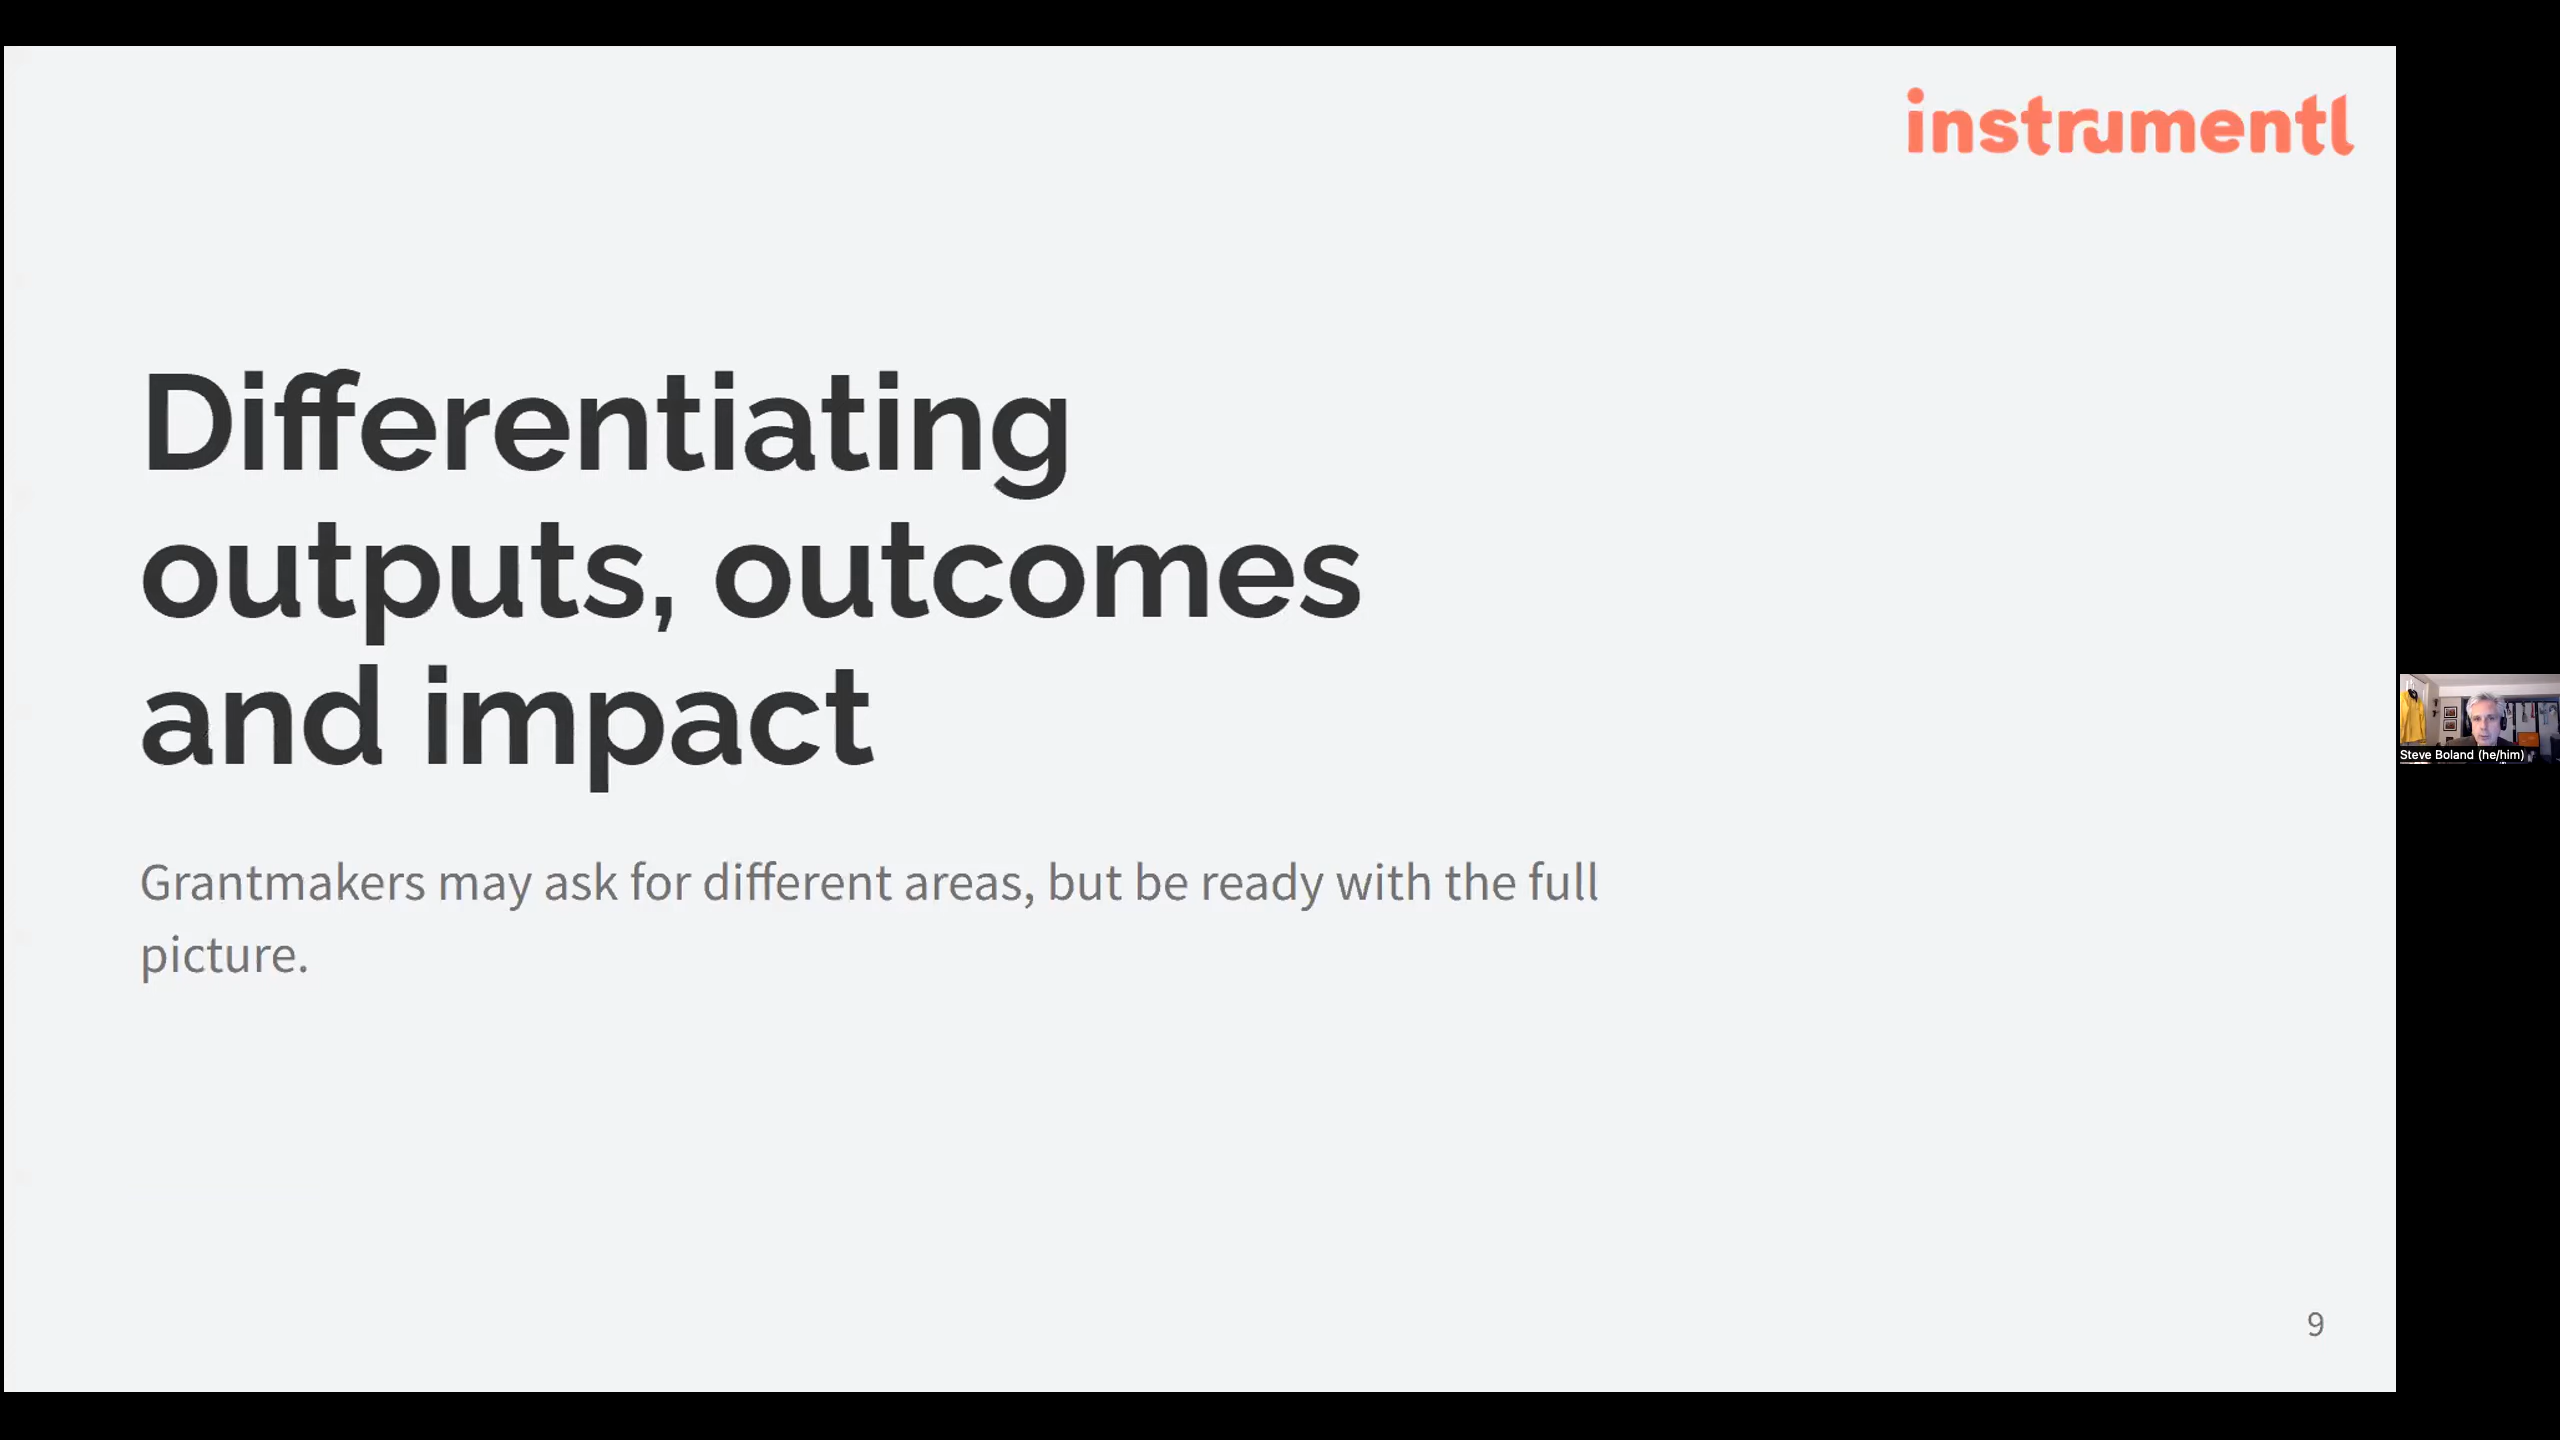 instrumentl
Differentiating
outputs, outcomes
and impact
Grantmakers may ask for different areas, but be ready with the full
picture.
Steve Boland (he/him)
9